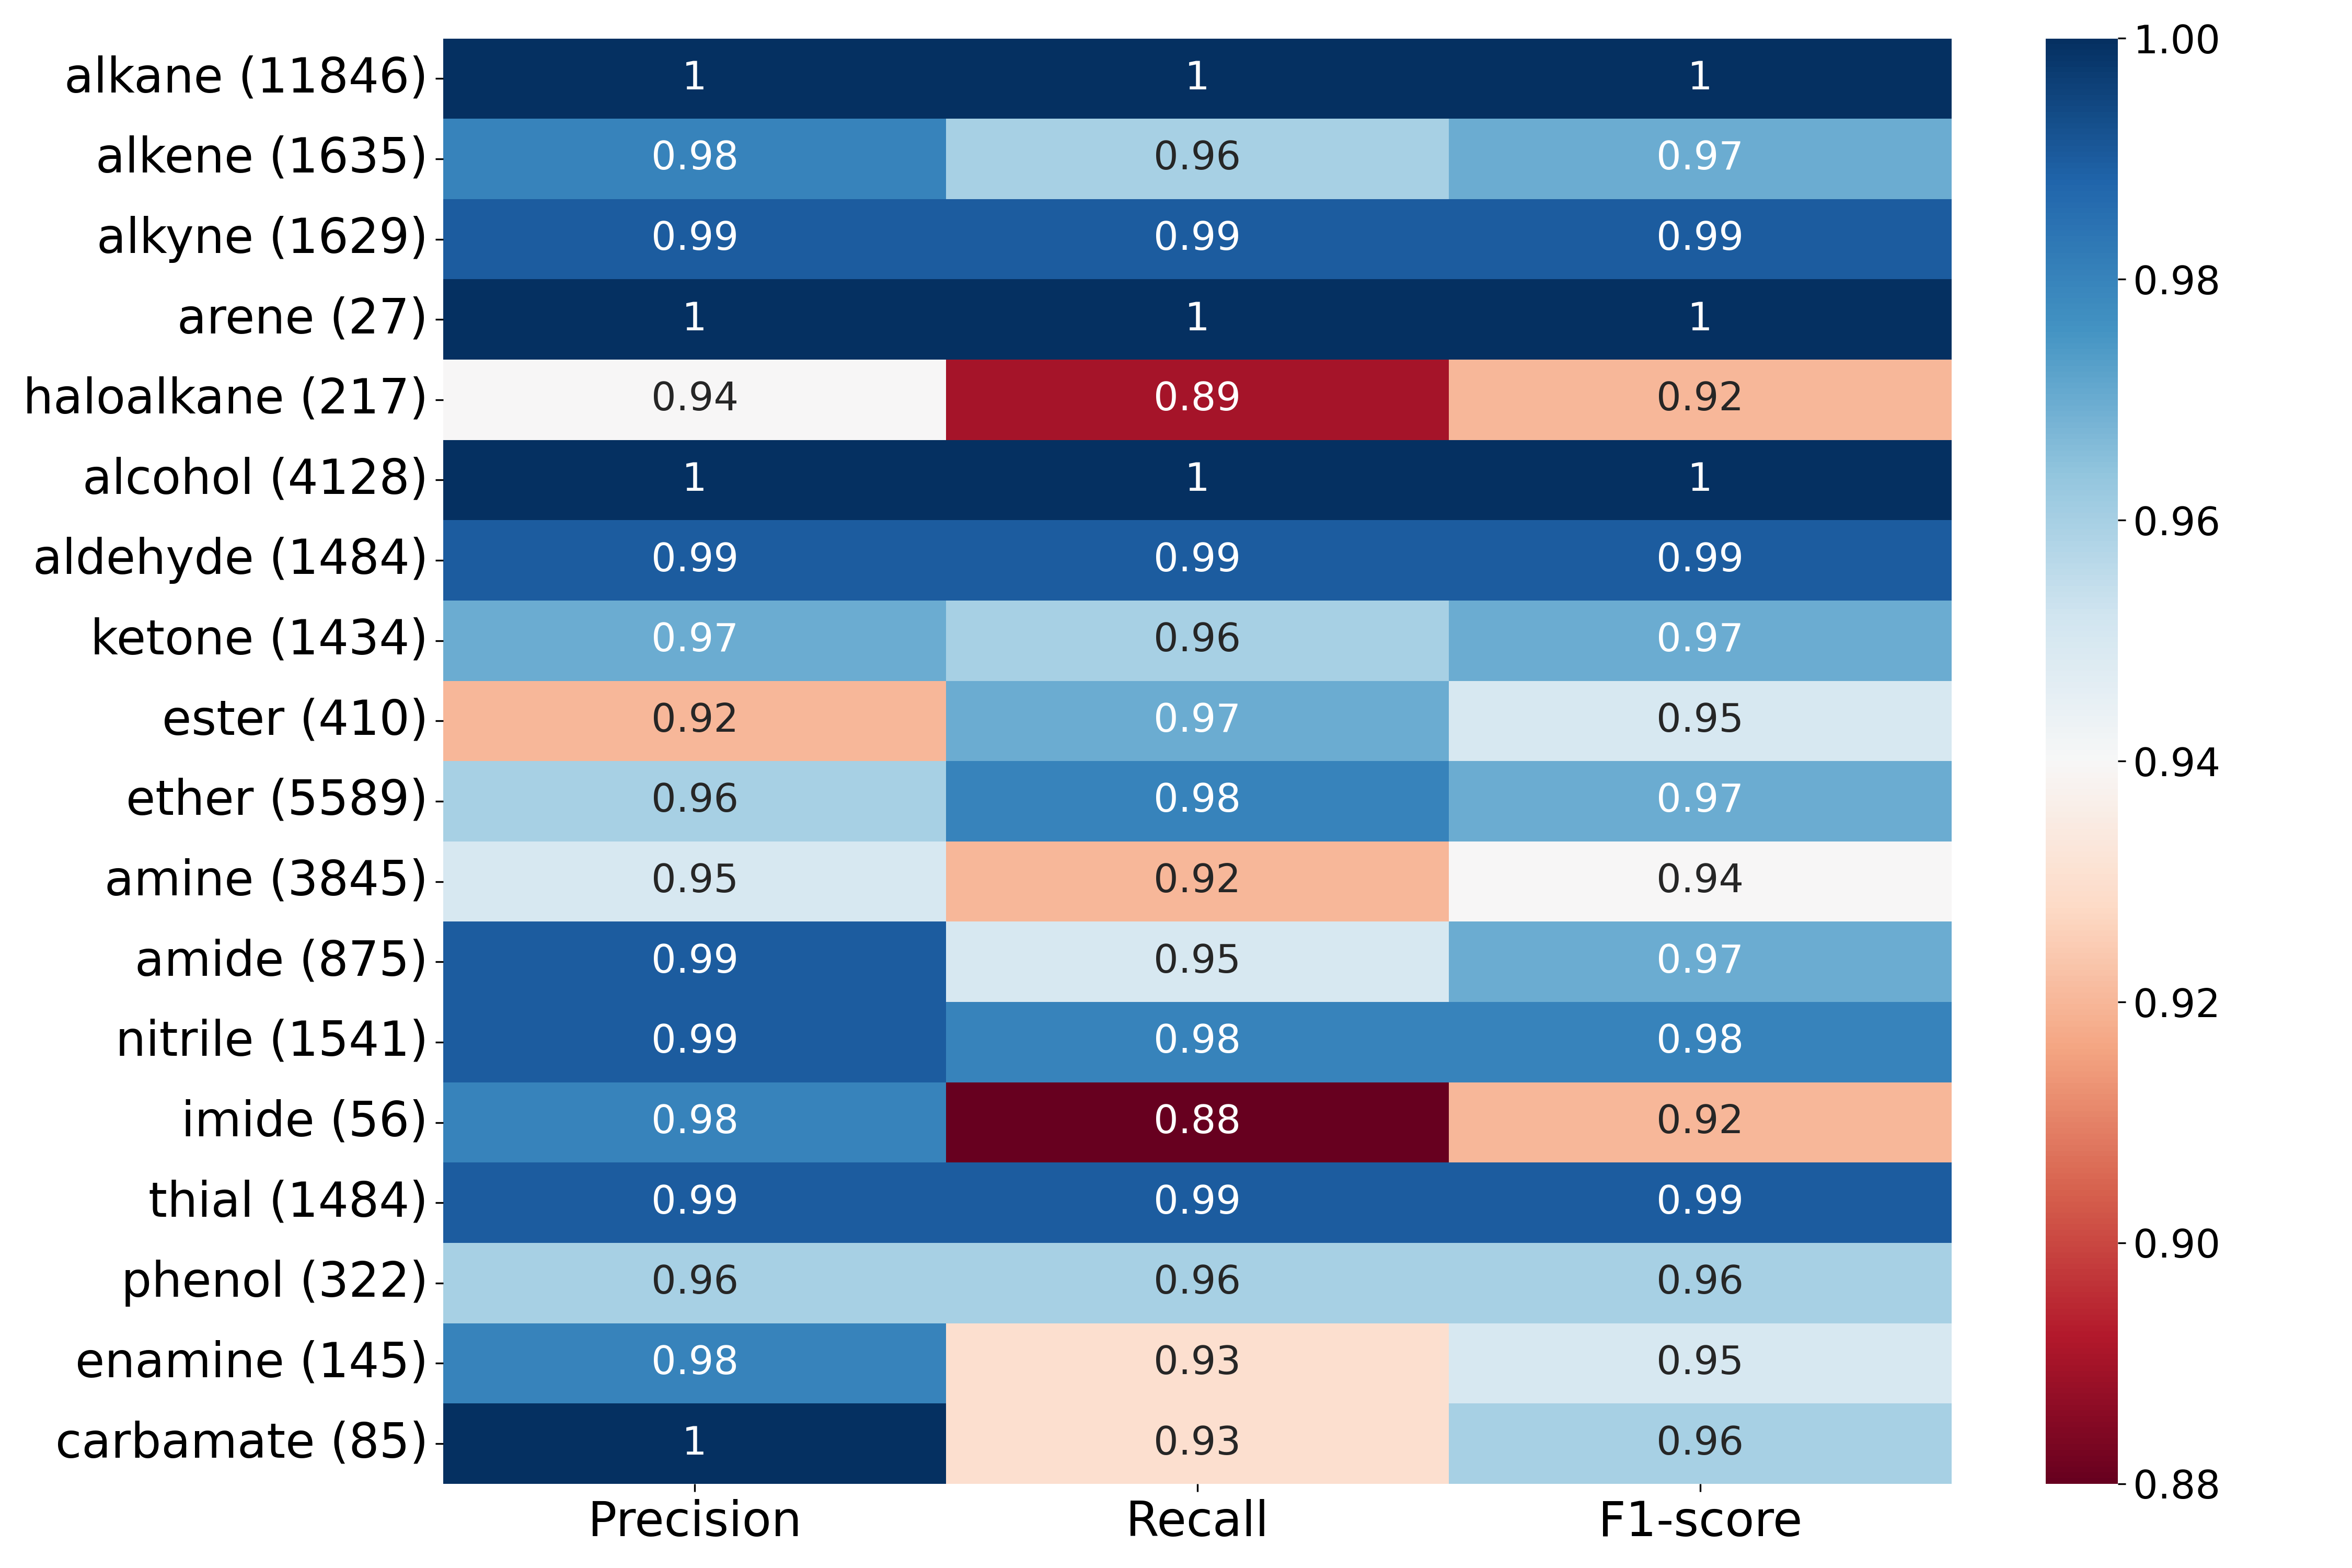 alkane (11846) 1 1 1
alkene (1635) 0.98 0.96 0.97
alkyne (1629) 0.99 0.99 0.99
arene (27) 1 1 1
haloalkane (217) 0.94 0.89 0.92
alcohol (4128) 1 1 1
aldehyde (1484) 0.99 0.99 0.99
ketone (1434) 0.97 0.96 0.97
ester (410) 0.92 0.97 0.95
ether (5589) 0.96 0.98 0.97
amine (3845) 0.95 0.92 0.94
amide (875) 0.99 0.95 0.97
nitrile (1541) 0.99 0.98 0.98
imide (56) 0.98 0.88 0.92
thial (1484) 0.99 0.99 0.99
phenol (322) 0.96 0.96 0.96
enamine (145) 0.98 0.93 0.95
carbamate (85) 1 0.93 0.96
Precision Recall F1-score
1.00
0.98
0.96
0.94
0.92
0.90
0.88